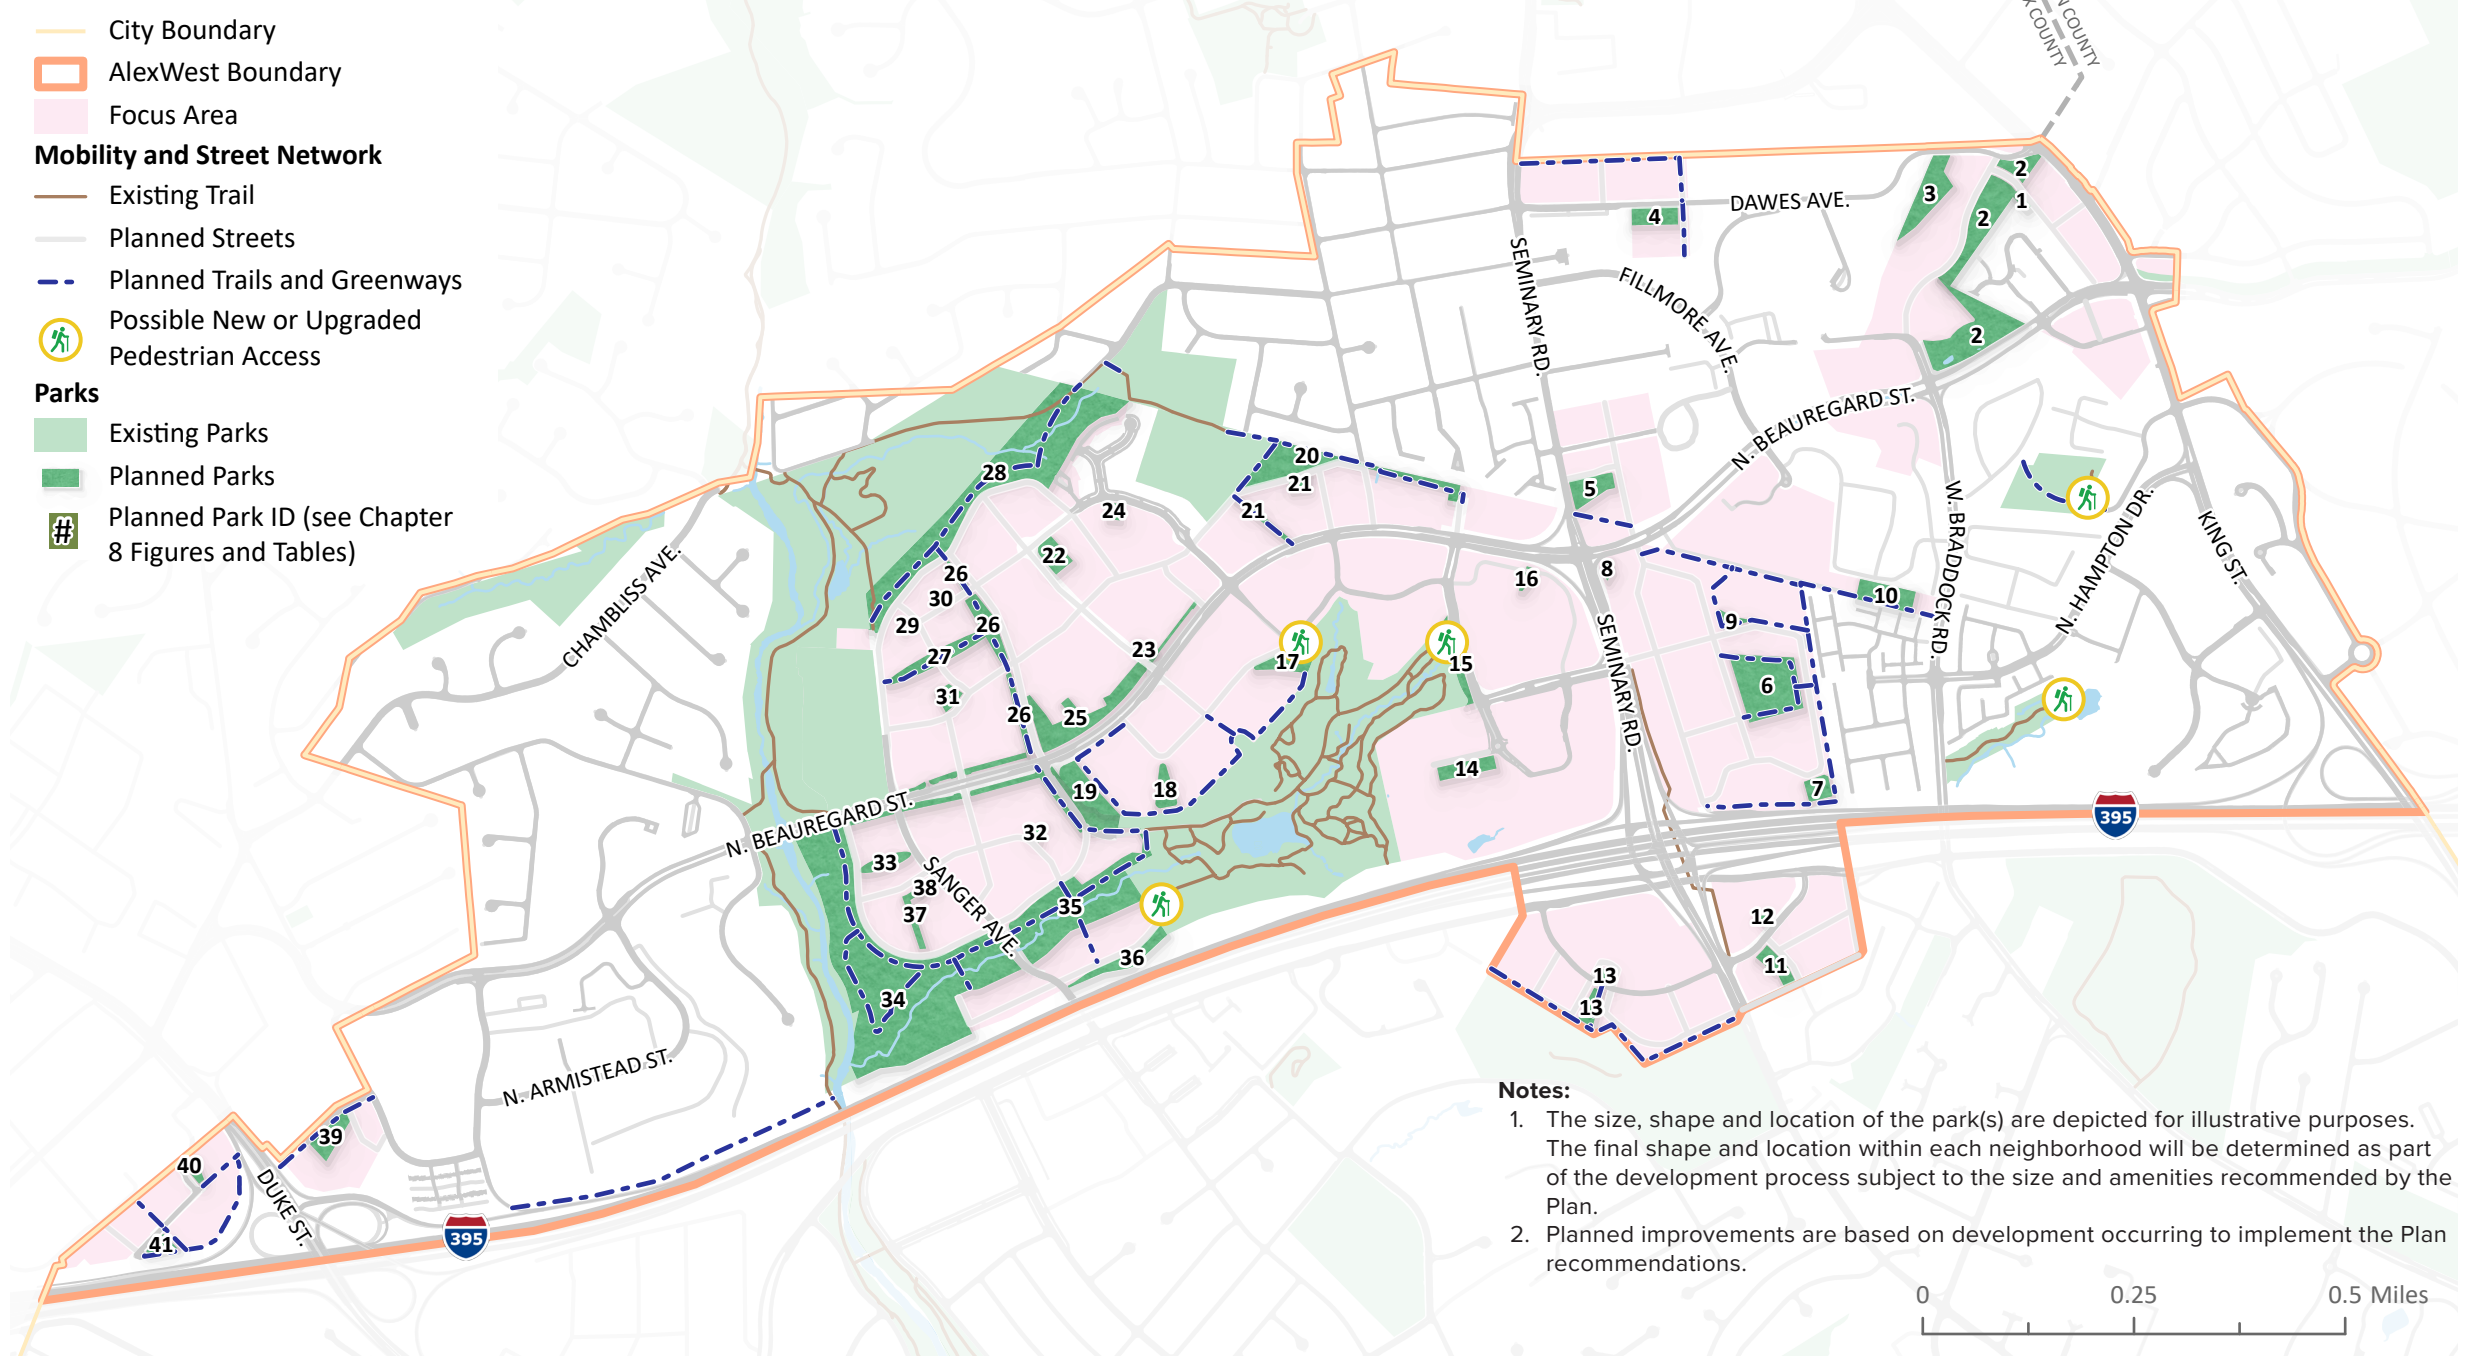 City Boundary
AlexWest Boundary
Focus Area
Mobility and Street Network
Existing Trail
Planned Streets
Planned Trails and Greenways
Possible New or Upgraded
Pedestrian Access
Parks
Existing Parks
Planned Parks
#
Planned Park ID (see Chapter
8 Figures and Tables)
N COUNTY
X COUNTY
2
3
1
DAWES AVE.
4
2
SEMINARY RD.
FILLMORE AVE.
2
N. BEAUREGARD ST.
20
28
21
5
24
21
W. BRADDOCK RD.
KING ST.
N. HAMPTON DR.
22
CHAMBLISS AVE.
26
16
8
30
10
29
26
9
27
23
17
15
SEMINARY RD.
31
6
26
25
14
19
18
7
N. BEAUREGARD ST.
395
32
33
SANGER AVE.
38
37
35
12
36
11
34
13
13
N. ARMISTEAD ST.
39
40
DUKE ST.
41
395
Notes:
1. The size, shape and location of the park(s) are depicted for illustrative purposes.
The final shape and location within each neighborhood will be determined as part
of the development process subject to the size and amenities recommended by the
Plan.
2. Planned improvements are based on development occurring to implement the Plan
recommendations.
0 0.25 0.5 Miles